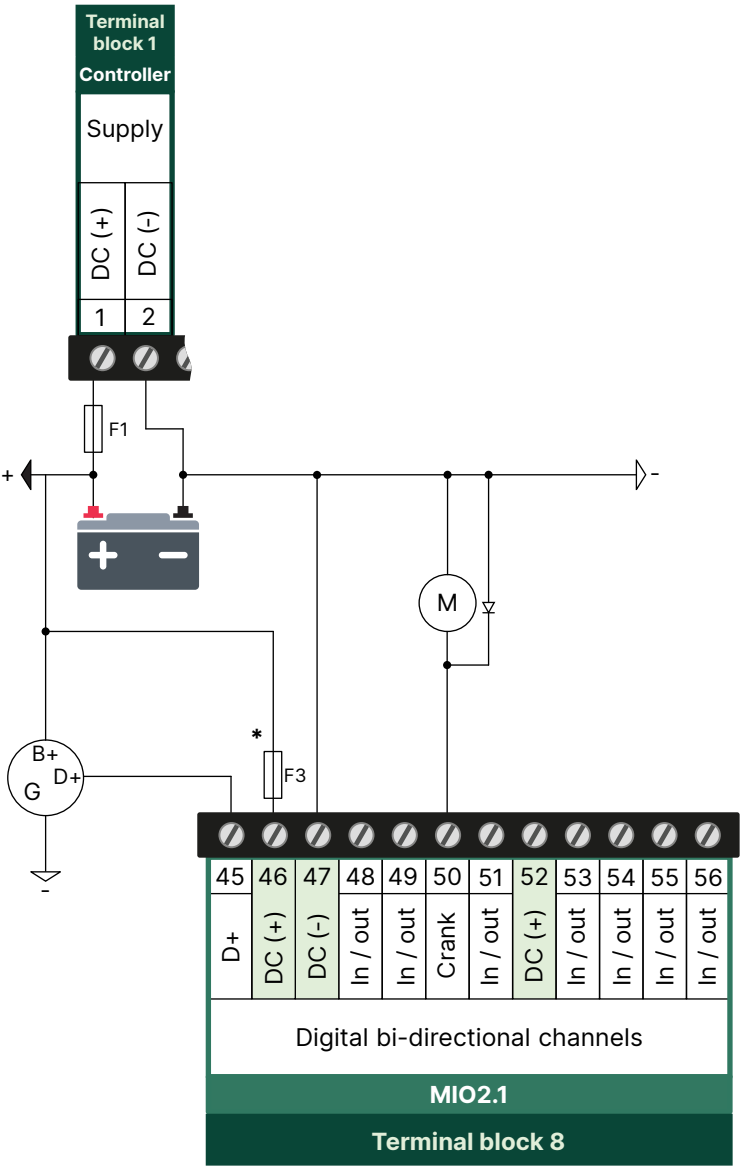 Terminal
block 1
Controller
Supply
DC (+) DC (-)
1 2
F1
+ -
+ −
M
*
B+
D+
G
F3
-
45 46 47 48 49 50 51 52 53 54 55 56
D+ DC (+) DC (-) In / out In / out Crank In / out DC (+) In / out In / out In / out In / out
Digital bi-directional channels
MIO2.1
Terminal block 8